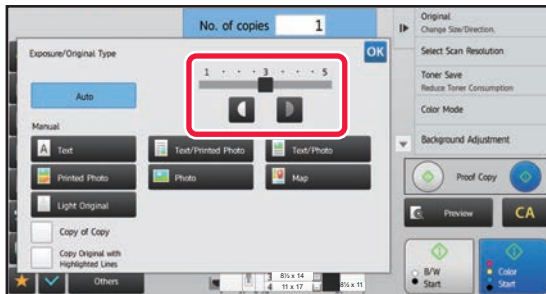 No. of copies 1
Exposure/Original Type
OK
1 · · 3 · · 5
Auto
Manual
A Text
Text/Printed Photo
Text/Photo
Printed Photo
Photo
Map
Light Original
Copy of Copy
Copy Original with
Highlighted Lines
Others
3 8½ x 14
4 11 x 17
8½ x 11
Original
Change Size/Direction.
Select Scan Resolution
Toner Save
Reduce Toner Consumption
Color Mode
Background Adjustment
Proof Copy
Preview
CA
B/W
Start
Color
Start